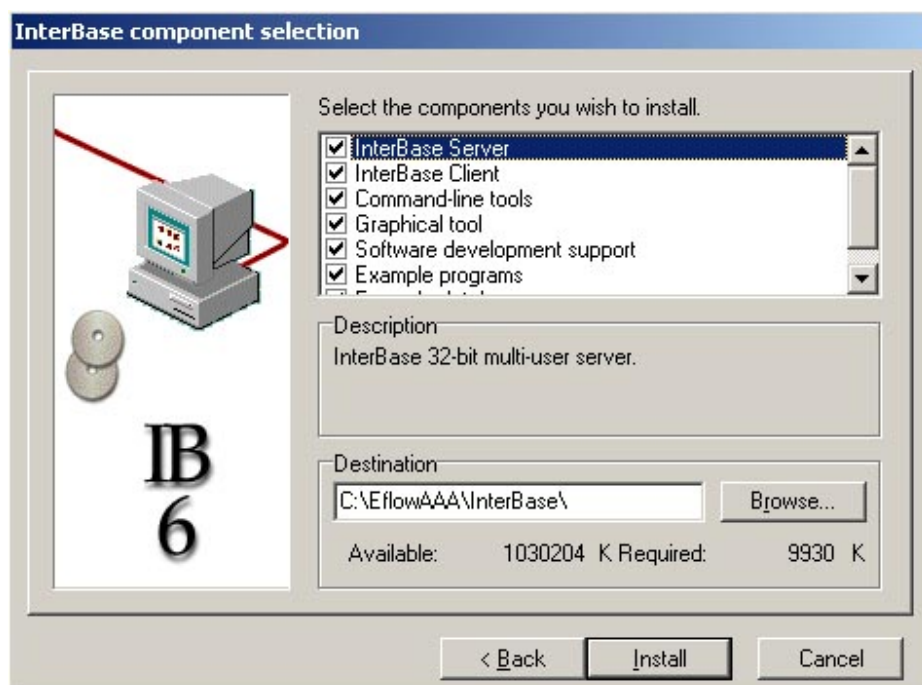 InterBase component selection
Select the components you wish to install.
InterBase Server
InterBase Client
Command-line tools
Graphical tool
Software development support
Example programs
Description
InterBase 32-bit multi-user server.
IB
6
Destination
C:\EflowAAA\InterBase\
Browse...
Available: 1030204 K Required: 9930 K
< Back Install Cancel